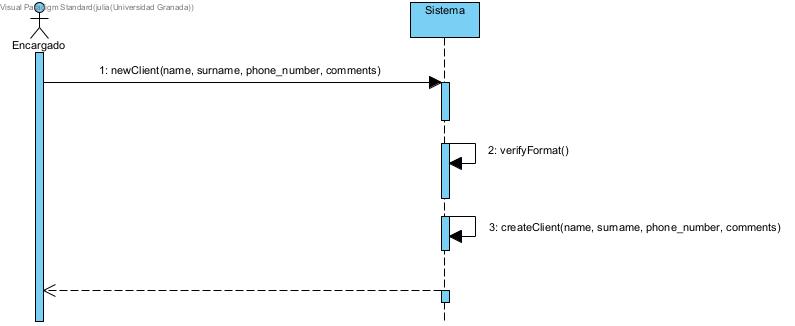 Visual Paradigm Standard(julia(Universidad Granada))
Sistema
Encargado
1: newClient(name, surname, phone_number, comments)
2: verifyFormat()
3: createClient(name, surname, phone_number, comments)